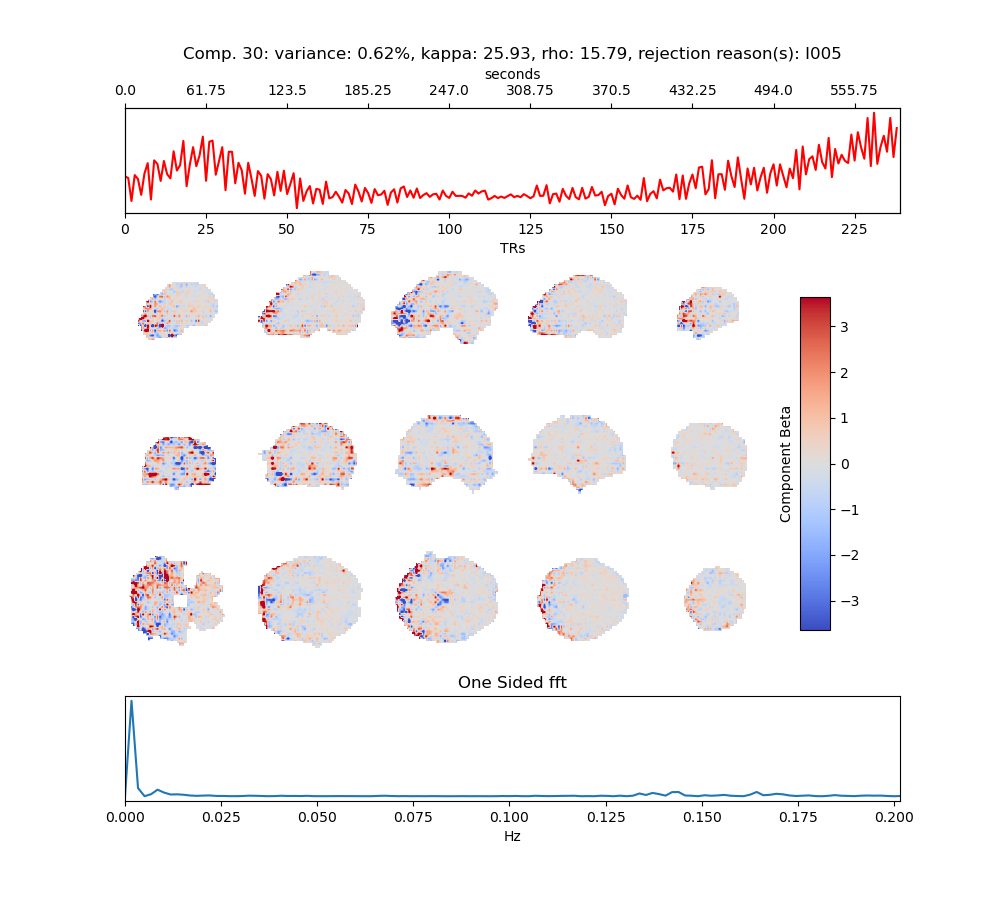 Comp. 30: variance: 0.62%, kappa: 25.93, rho: 15.79, rejection reason(s): I005
seconds
0.0 61.75 123.5 185.25 247.0 308.75 370.5 432.25 494.0 555.75
0 25 50 75 100 125 150 175 200 225
TRs
3
2
1
0
−1
−2
−3
Component Beta
One Sided fft
0.000 0.025 0.050 0.075 0.100 0.125 0.150 0.175 0.200
Hz